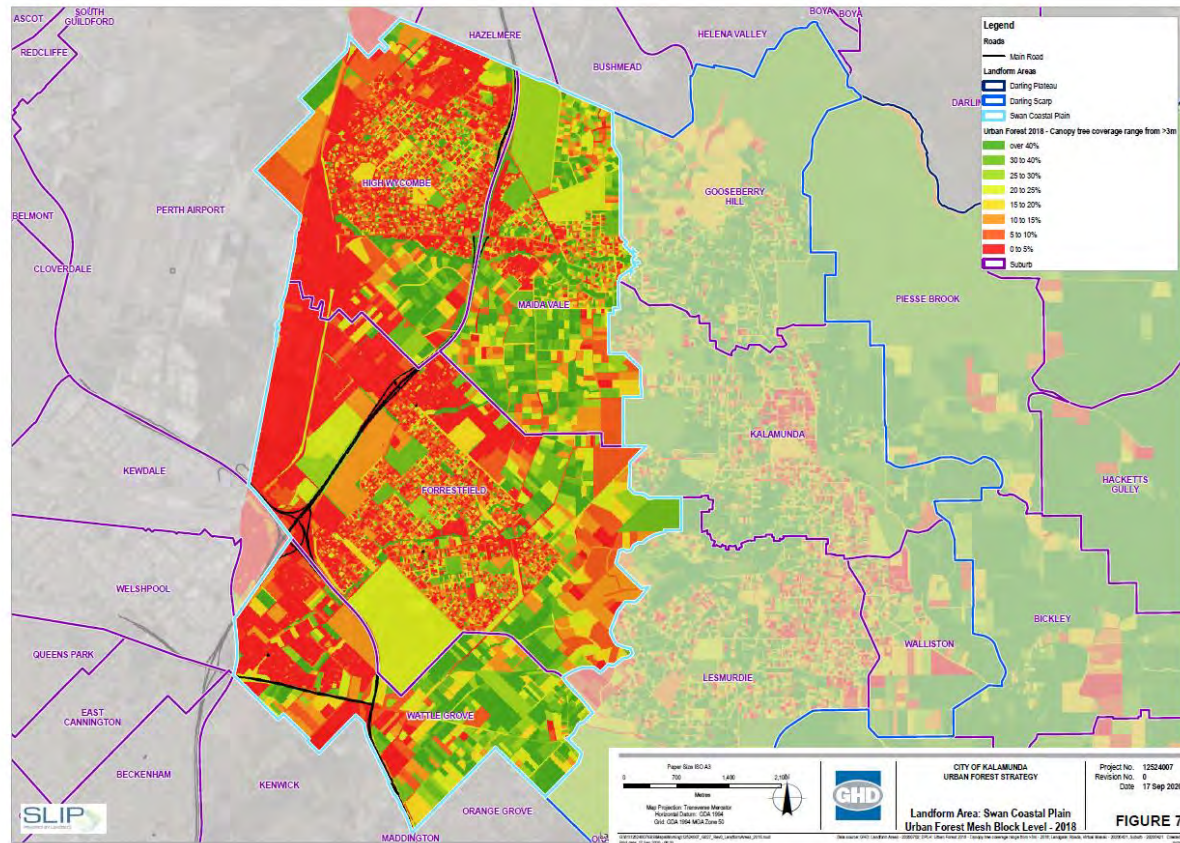 ASCOT
SOUTH
GUILDFORD
REDCLIFFE
HAZELMERE
BUSHMEAD
HELENA VALLEY
BOYA
BOYA
DARLIN
BELMONT
PERTH AIRPORT
HIGH WYCOMBE
GOOSEBERRY
HILL
CLOVERDALE
MAIDA VALE
PIESSE BROOK
KALAMUNDA
KEWDALE
FORRESTFIELD
HACKETTS
GULLY
WELSHPOOL
BICKLEY
QUEENS PARK
WALLISTON
LESMURDIE
EAST
CANNINGTON
WATTLE GROVE
BECKENHAM
KENWICK
ORANGE GROVE
MADDINGTON
Legend
Roads
Main Road
Landform Areas
Darling Plateau
Darling Scarp
Swan Coastal Plain
Urban Forest 2018 - Canopy tree coverage range from >3m
over 40%
30 to 40%
25 to 30%
20 to 25%
15 to 20%
10 to 15%
5 to 10%
0 to 5%
Suburb
SLIP
Paper Size ISO A3
0 700 1,400 2,100
Metres
Map Projection: Transverse Mercator
Horizontal Datum: GDA 1994
Grid: GDA 1994 MGA Zone 50
GHD
CITY OF KALAMUNDA
URBAN FOREST STRATEGY
Landform Area: Swan Coastal Plain
Urban Forest Mesh Block Level - 2018
Project No. 12524007
Revision No. 0
Date 17 Sep 2020
FIGURE 7